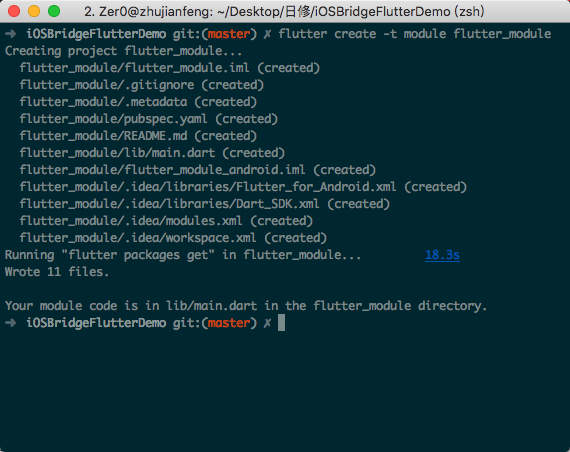 2. Zer0@zhujianfeng: ~/Desktop/日修/iOSBridgeFlutterDemo (zsh)
➜  iOSBridgeFlutterDemo git:(master) ✗ flutter create -t module flutter_module
Creating project flutter_module...
  flutter_module/flutter_module.iml (created)
  flutter_module/.gitignore (created)
  flutter_module/.metadata (created)
  flutter_module/pubspec.yaml (created)
  flutter_module/README.md (created)
  flutter_module/lib/main.dart (created)
  flutter_module/flutter_module_android.iml (created)
  flutter_module/.idea/libraries/Flutter_for_Android.xml (created)
  flutter_module/.idea/libraries/Dart_SDK.xml (created)
  flutter_module/.idea/modules.xml (created)
  flutter_module/.idea/workspace.xml (created)
Running "flutter packages get" in flutter_module...        18.3s
Wrote 11 files.
Your module code is in lib/main.dart in the flutter_module directory.
➜  iOSBridgeFlutterDemo git:(master) ✗